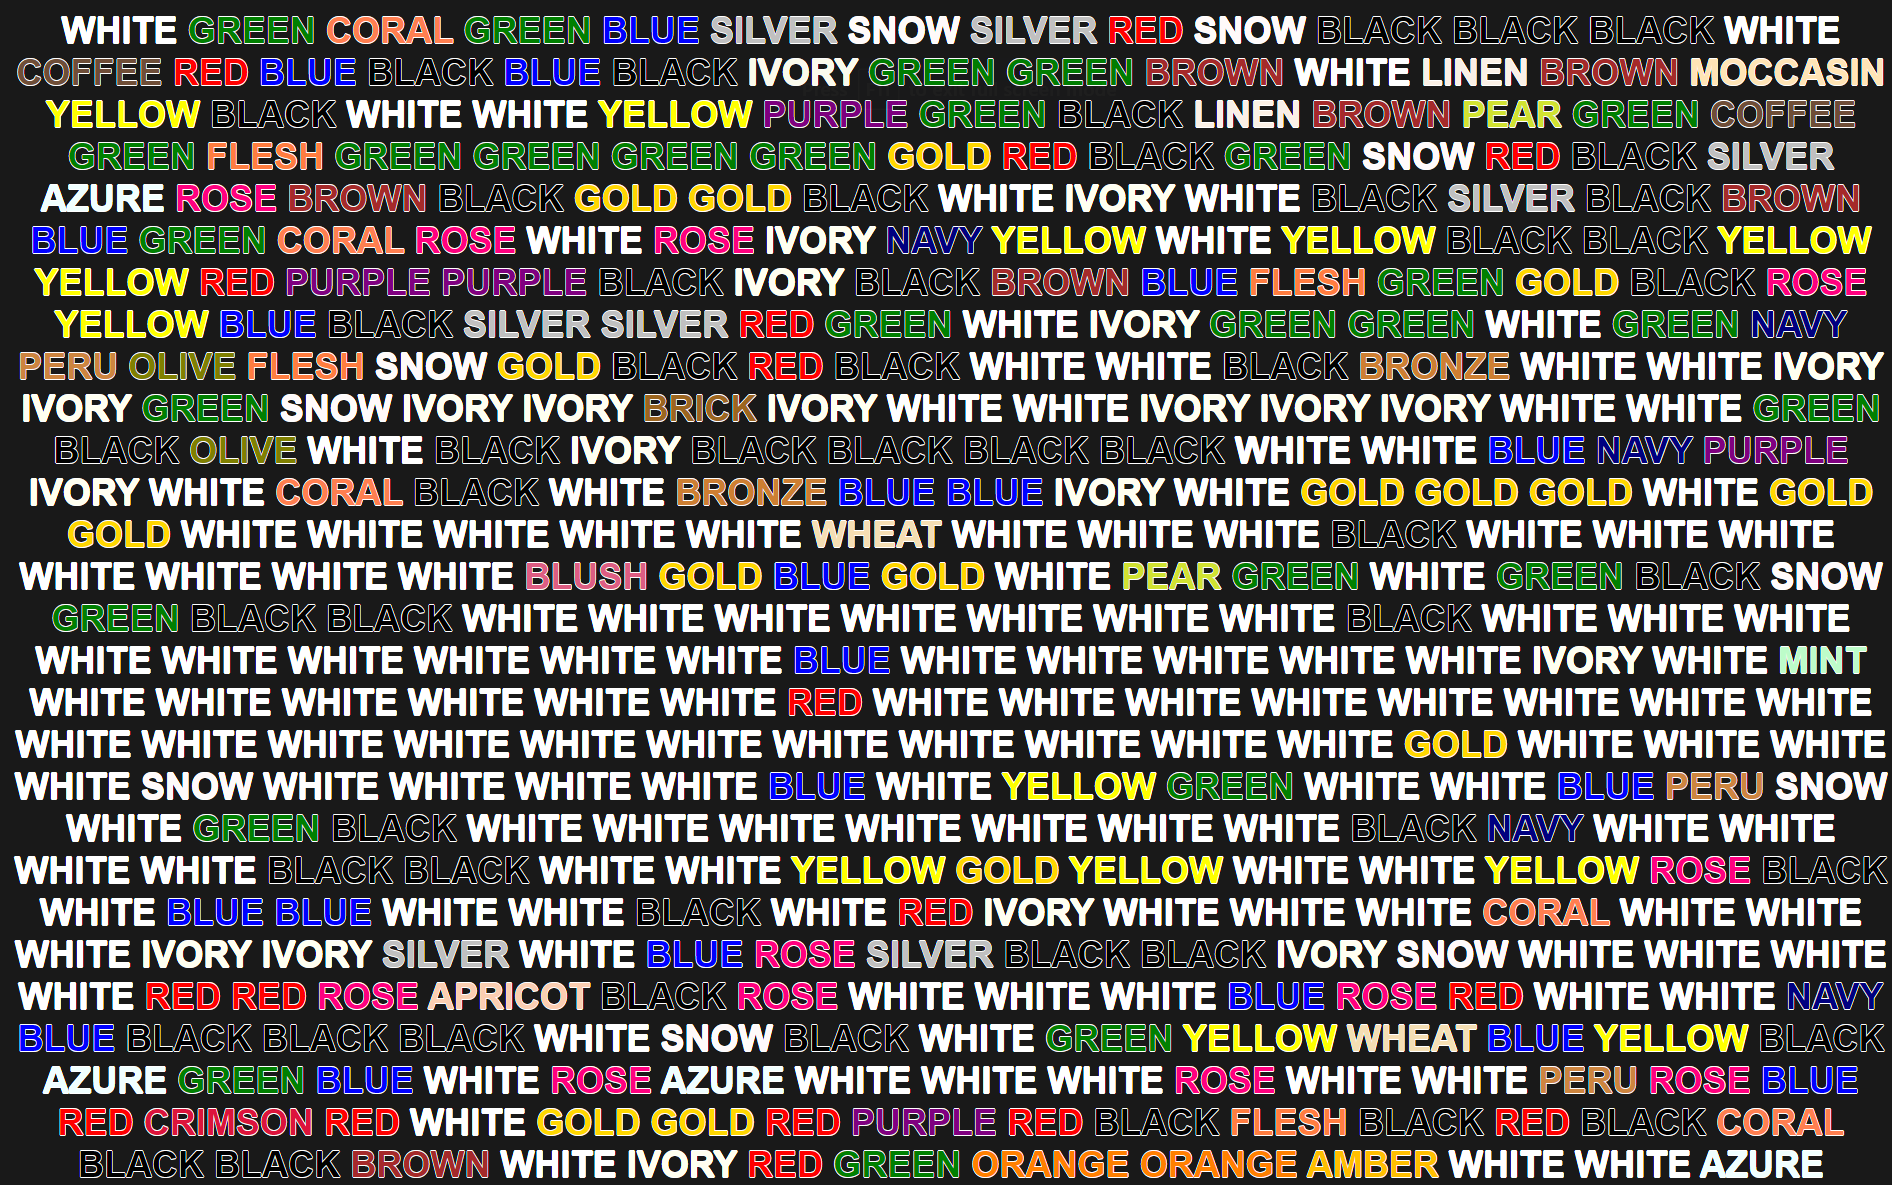 WHITE GREEN CORAL GREEN BLUE SILVER SNOW SILVER RED SNOW BLACK BLACK BLACK WHITE
COFFEE RED BLUE BLACK BLUE BLACK IVORY GREEN GREEN BROWN WHITE LINEN BROWN MOCCASIN
YELLOW BLACK WHITE WHITE YELLOW PURPLE GREEN BLACK LINEN BROWN PEAR GREEN COFFEE
GREEN FLESH GREEN GREEN GREEN GREEN GOLD RED BLACK GREEN SNOW RED BLACK SILVER
AZURE ROSE BROWN BLACK GOLD GOLD BLACK WHITE IVORY WHITE BLACK SILVER BLACK BROWN
BLUE GREEN CORAL ROSE WHITE ROSE IVORY NAVY YELLOW WHITE YELLOW BLACK BLACK YELLOW
YELLOW RED PURPLE PURPLE BLACK IVORY BLACK BROWN BLUE FLESH GREEN GOLD BLACK ROSE
YELLOW BLUE BLACK SILVER SILVER RED GREEN WHITE IVORY GREEN GREEN WHITE GREEN NAVY
PERU OLIVE FLESH SNOW GOLD BLACK RED BLACK WHITE WHITE BLACK BRONZE WHITE WHITE IVORY
IVORY GREEN SNOW IVORY IVORY BRICK IVORY WHITE WHITE IVORY IVORY IVORY WHITE WHITE GREEN
BLACK OLIVE WHITE BLACK IVORY BLACK BLACK BLACK BLACK WHITE WHITE BLUE NAVY PURPLE
IVORY WHITE CORAL BLACK WHITE BRONZE BLUE BLUE IVORY WHITE GOLD GOLD GOLD WHITE GOLD
GOLD WHITE WHITE WHITE WHITE WHITE WHEAT WHITE WHITE WHITE BLACK WHITE WHITE WHITE
WHITE WHITE WHITE WHITE BLUSH GOLD BLUE GOLD WHITE PEAR GREEN WHITE GREEN BLACK SNOW
GREEN BLACK BLACK WHITE WHITE WHITE WHITE WHITE WHITE WHITE BLACK WHITE WHITE WHITE
WHITE WHITE WHITE WHITE WHITE WHITE BLUE WHITE WHITE WHITE WHITE WHITE IVORY WHITE MINT
WHITE WHITE WHITE WHITE WHITE WHITE RED WHITE WHITE WHITE WHITE WHITE WHITE WHITE WHITE
WHITE WHITE WHITE WHITE WHITE WHITE WHITE WHITE WHITE WHITE WHITE GOLD WHITE WHITE WHITE
WHITE SNOW WHITE WHITE WHITE WHITE BLUE WHITE YELLOW GREEN WHITE WHITE BLUE PERU SNOW
WHITE GREEN BLACK WHITE WHITE WHITE WHITE WHITE WHITE WHITE BLACK NAVY WHITE WHITE
WHITE WHITE BLACK BLACK WHITE WHITE YELLOW GOLD YELLOW WHITE WHITE YELLOW ROSE BLACK
WHITE BLUE BLUE WHITE WHITE BLACK WHITE RED IVORY WHITE WHITE WHITE CORAL WHITE WHITE
WHITE IVORY IVORY SILVER WHITE BLUE ROSE SILVER BLACK BLACK IVORY SNOW WHITE WHITE WHITE
WHITE RED RED ROSE APRICOT BLACK ROSE WHITE WHITE WHITE BLUE ROSE RED WHITE WHITE NAVY
BLUE BLACK BLACK BLACK WHITE SNOW BLACK WHITE GREEN YELLOW WHEAT BLUE YELLOW BLACK
AZURE GREEN BLUE WHITE ROSE AZURE WHITE WHITE WHITE ROSE WHITE WHITE PERU ROSE BLUE
RED CRIMSON RED WHITE GOLD GOLD RED PURPLE RED BLACK FLESH BLACK RED BLACK CORAL
BLACK BLACK BROWN WHITE IVORY RED GREEN ORANGE ORANGE AMBER WHITE WHITE AZURE